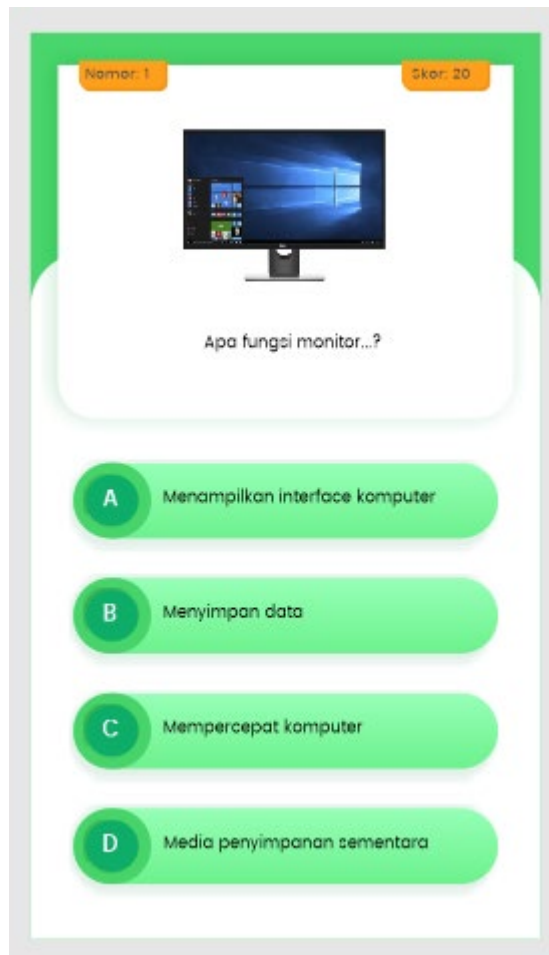 Nomor: 1
Skor: 20
Apa fungsi monitor...?
A
Menampilkan interface komputer
B
Menyimpan data
C
Mempercepat komputer
D
Media penyimpanan sementara